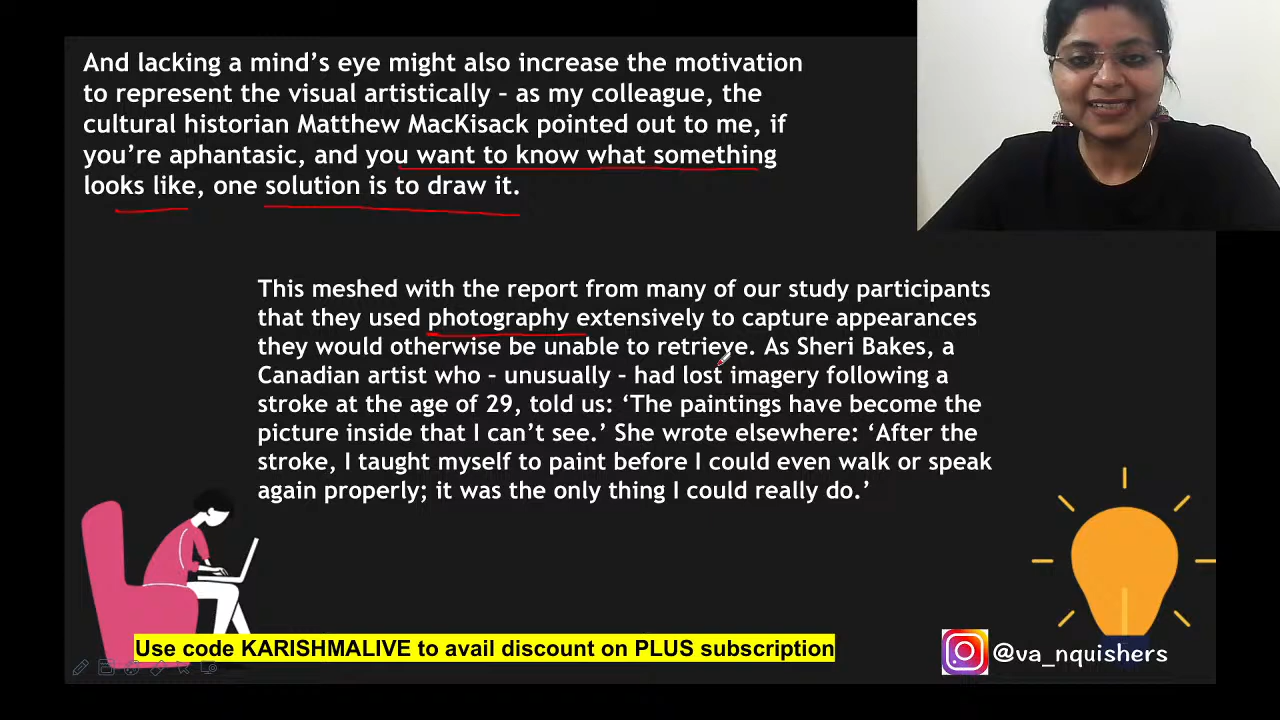 And lacking a mind’s eye might also increase the motivation
to represent the visual artistically – as my colleague, the
cultural historian Matthew MacKisack pointed out to me, if
you’re aphantasic, and you want to know what something
looks like, one solution is to draw it.
This meshed with the report from many of our study participants
that they used photography extensively to capture appearances
they would otherwise be unable to retrieve. As Sheri Bakes, a
Canadian artist who – unusually – had lost imagery following a
stroke at the age of 29, told us: ‘The paintings have become the
picture inside that I can’t see.’ She wrote elsewhere: ‘After the
stroke, I taught myself to paint before I could even walk or speak
again properly; it was the only thing I could really do.’
Use code KARISHMALIVE to avail discount on PLUS subscription
@va_nquishers